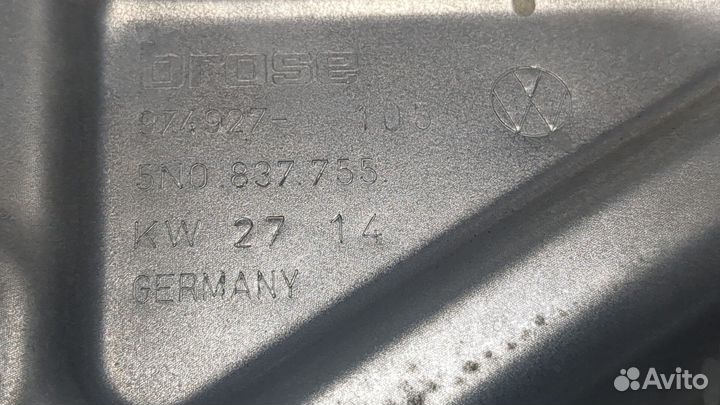 brose
974927- 105
5N0.837.755
KW 27 14
GERMANY
Avito